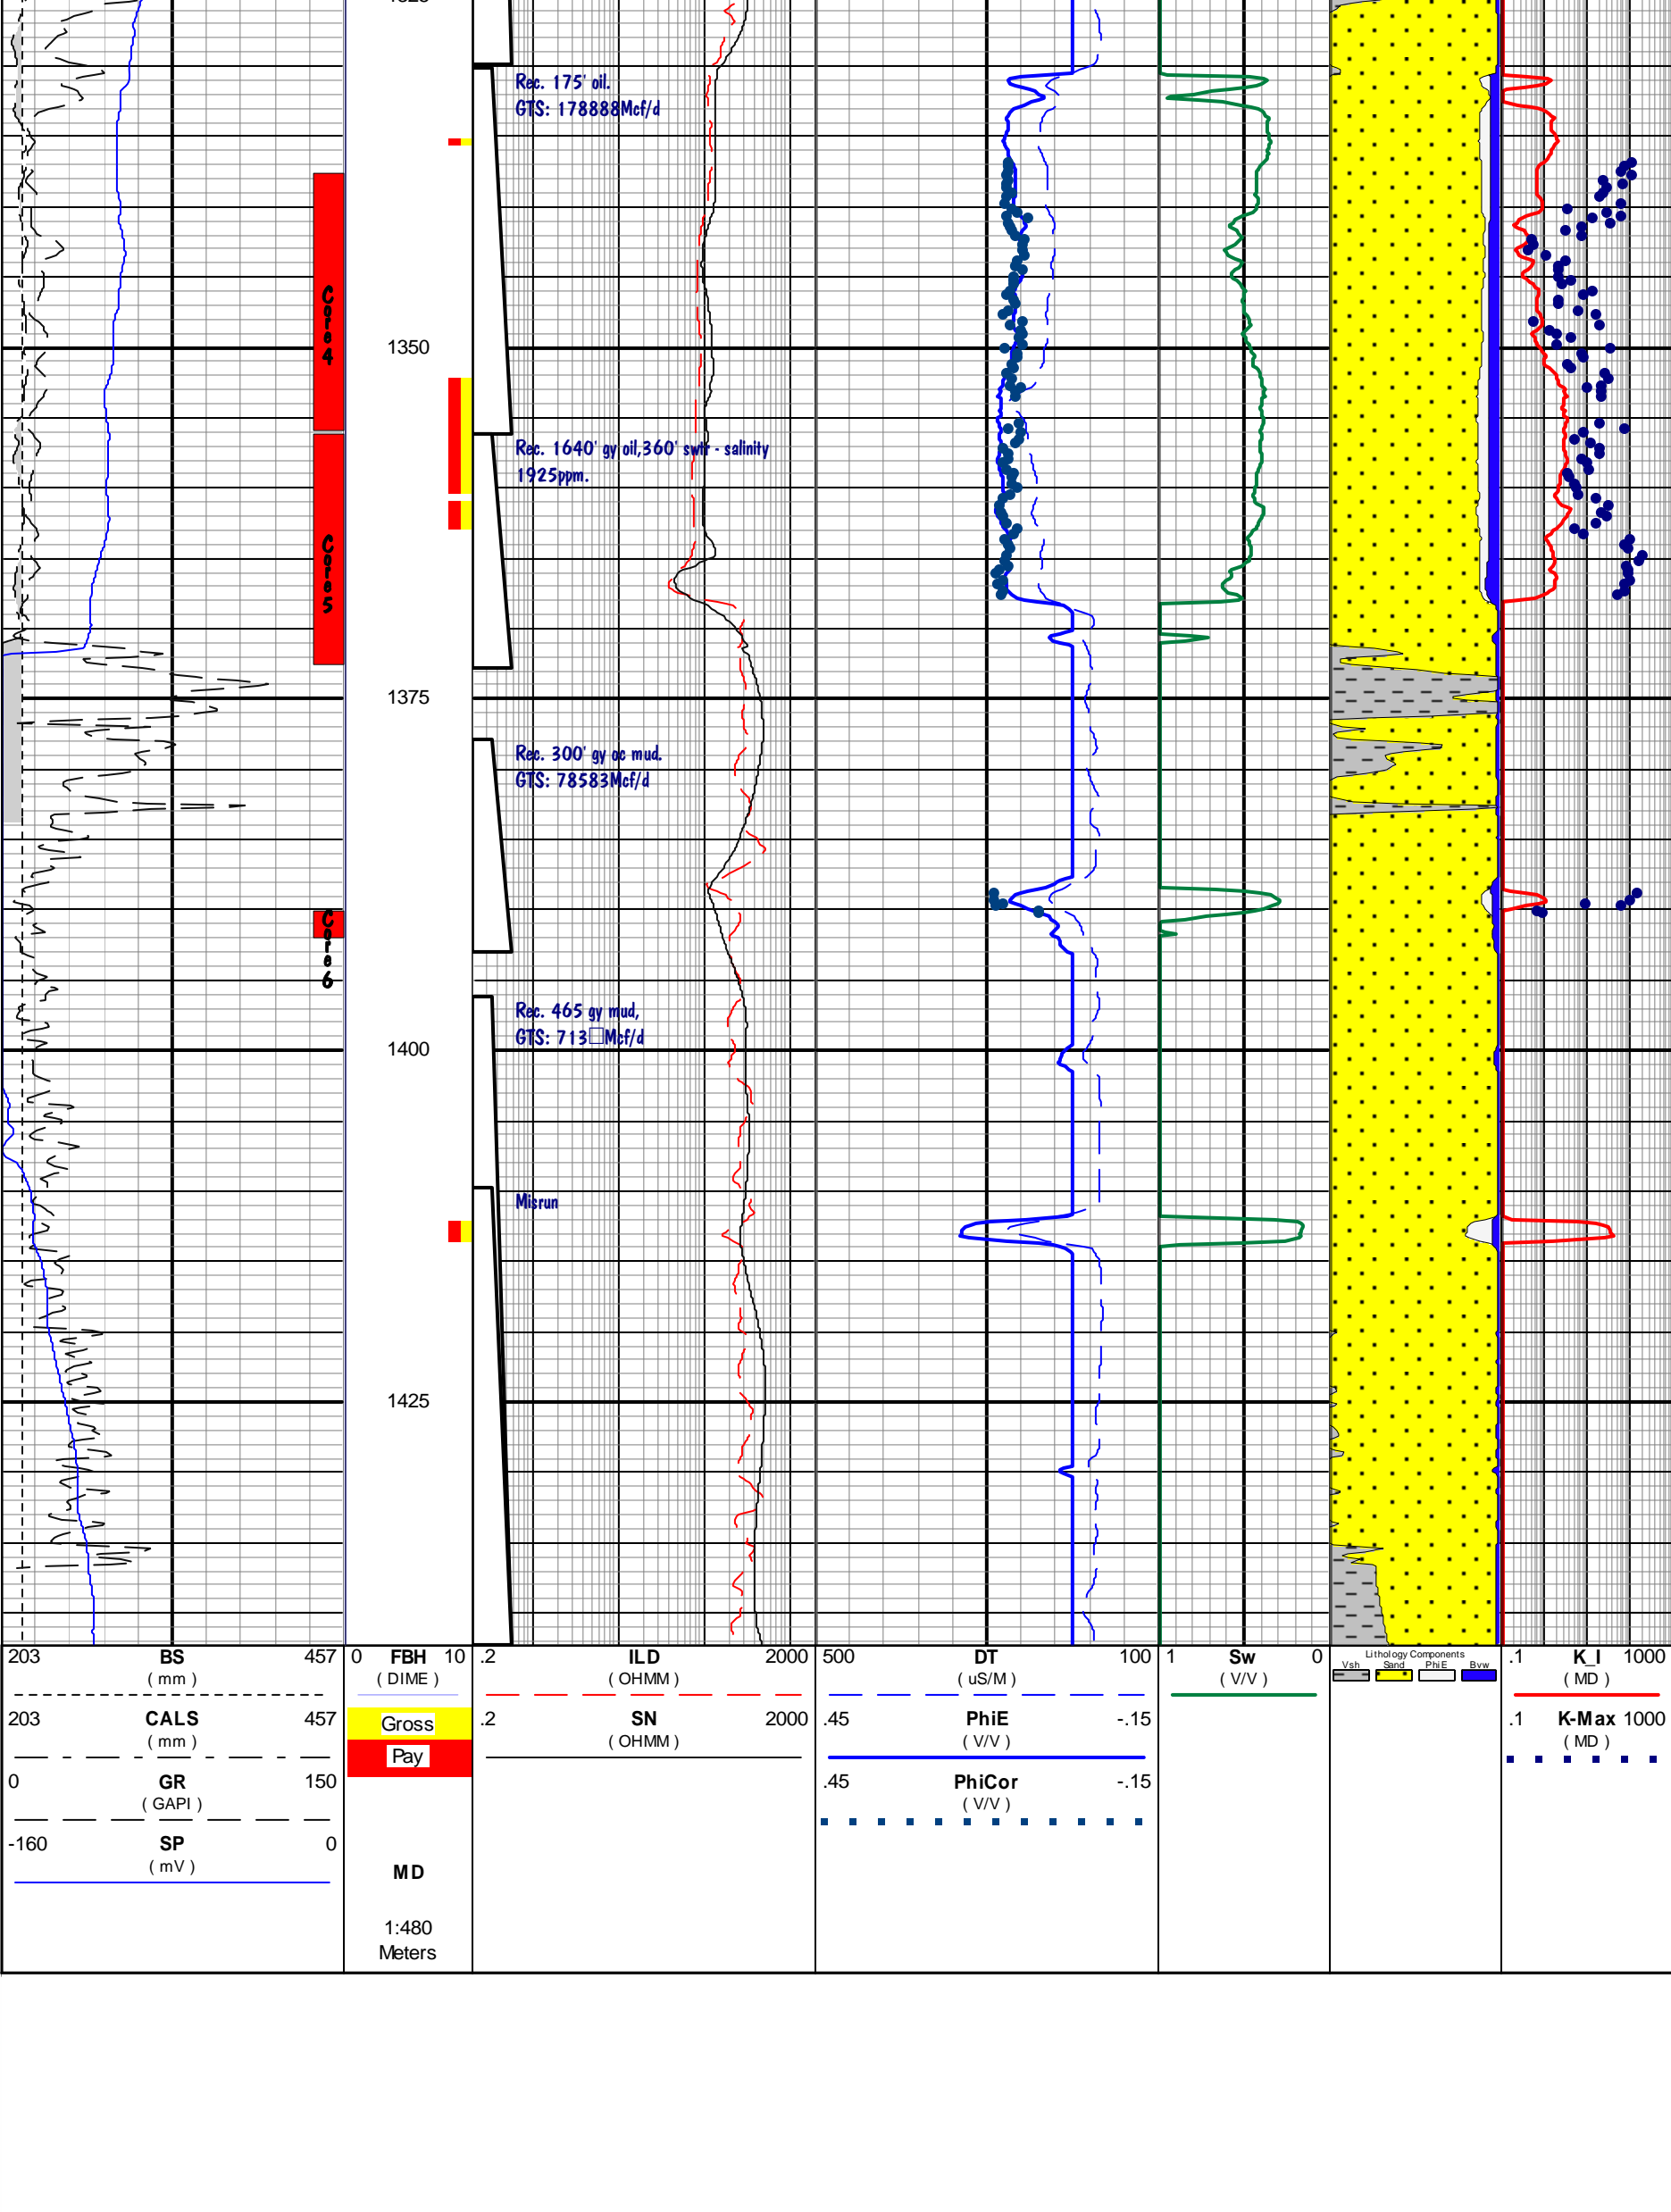 Rec. 175' oil.
GTS: 178888Mcf/d
Core 4
1350
Rec. 1640' gy oil,360' swtr - salinity
1925ppm.
Core 5
1375
Rec. 300' gy oc mud.
GTS: 78583Mcf/d
Core 6
Rec. 465 gy mud,
GTS: 713□Mcf/d
1400
Misrun
1425
203 BS 457
( mm )
203 CALS 457
( mm )
0 GR 150
( GAPI )
-160 SP 0
( mV )
0 FBH 10
( DIME )
Gross
Pay
MD
1:480
Meters
.2 ILD 2000
( OHMM )
.2 SN 2000
( OHMM )
500 DT 100
( uS/M )
.45 PhiE -.15
( V/V )
.45 PhiCor -.15
( V/V )
1 Sw 0
( V/V )
Lithology Components
Vsh Sand PhiE Bvw
.1 K_I 1000
( MD )
.1 K-Max 1000
( MD )